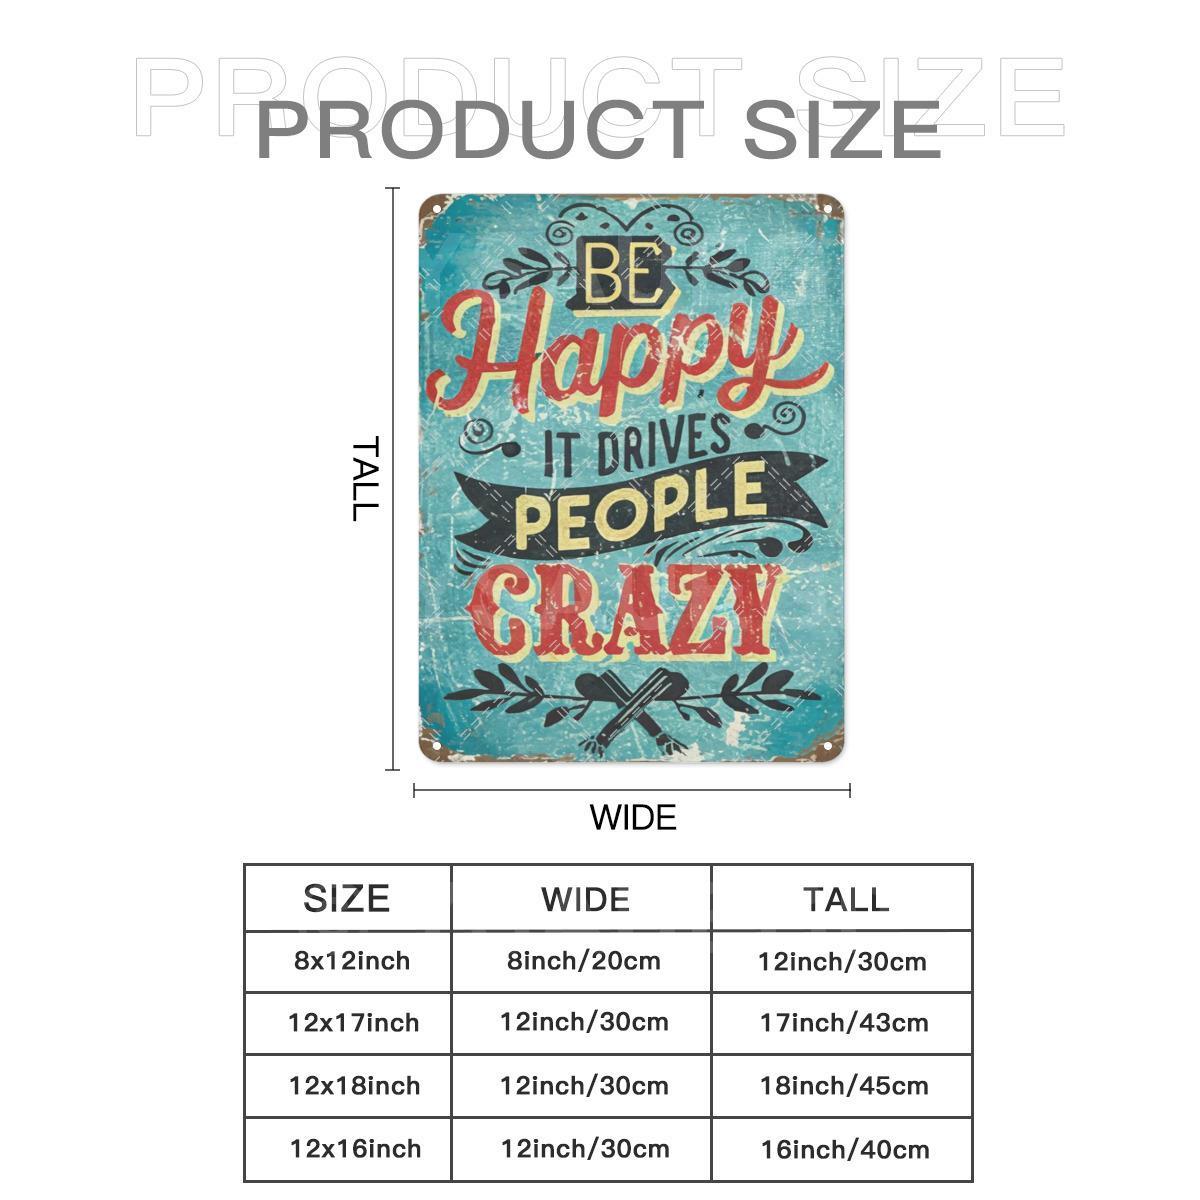 PRODUCT SIZE
PRODUCT SIZE
BE
Happy
IT DRIVES
PEOPLE
CRAZY
TALL
WIDE
SIZE WIDE TALL
8x12inch 8inch/20cm 12inch/30cm
12x17inch 12inch/30cm 17inch/43cm
12x18inch 12inch/30cm 18inch/45cm
12x16inch 12inch/30cm 16inch/40cm